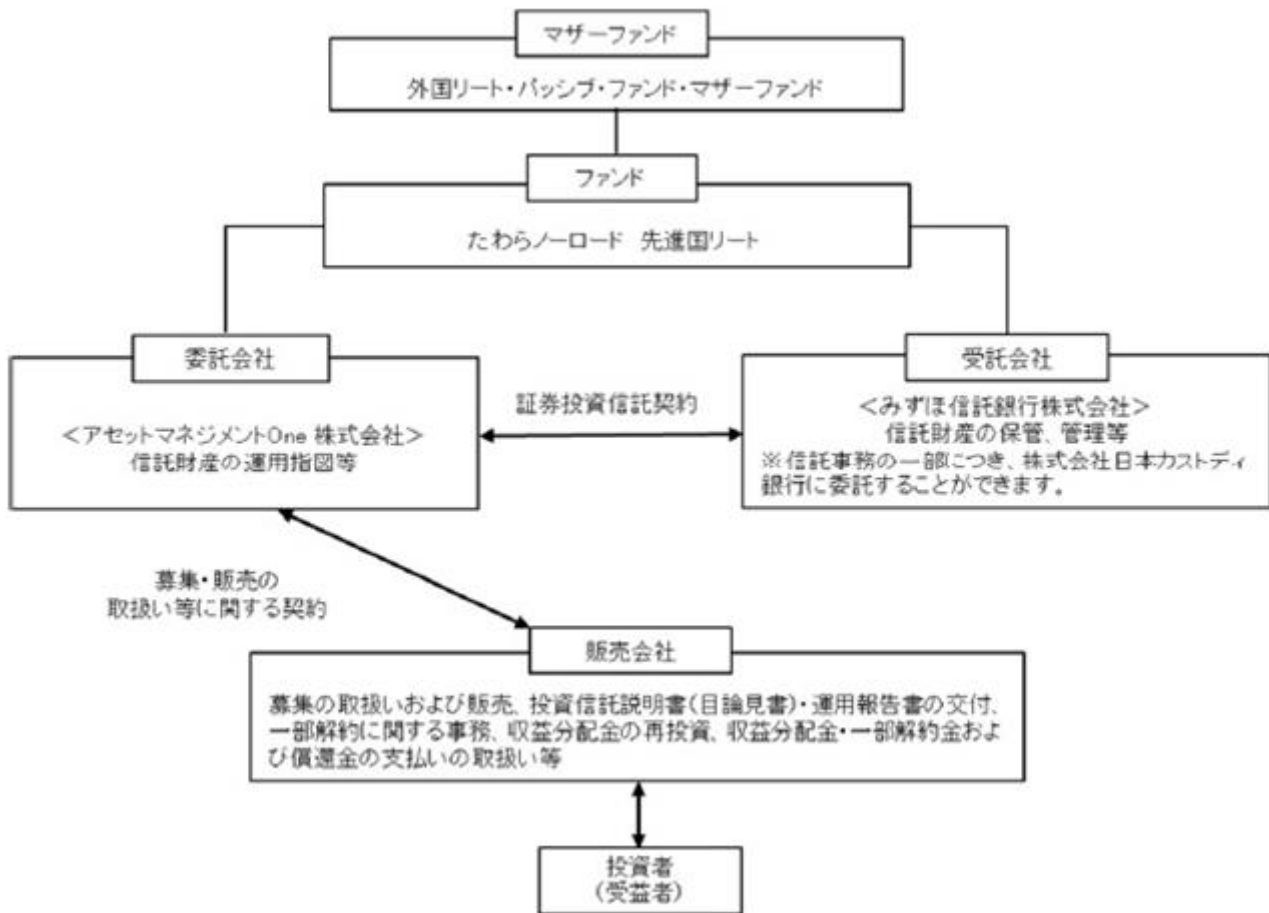 マザーファンド
外国リート・パッシブ・ファンド・マザーファンド
ファンド
たわらノーロード 先進国リート
委託会社
＜アセットマネジメントOne 株式会社＞
信託財産の運用指図等
証券投資信託契約
受託会社
＜みずほ信託銀行株式会社＞
信託財産の保管、管理等
※信託事務の一部につき、株式会社日本カストディ
銀行に委託することができます。
募集・販売の
取扱い等に関する契約
販売会社
募集の取扱いおよび販売、投資信託説明書(目論見書)・運用報告書の交付、
一部解約に関する事務、収益分配金の再投資、収益分配金・一部解約金およ
び償還金の支払いの取扱い等
投資者
(受益者)